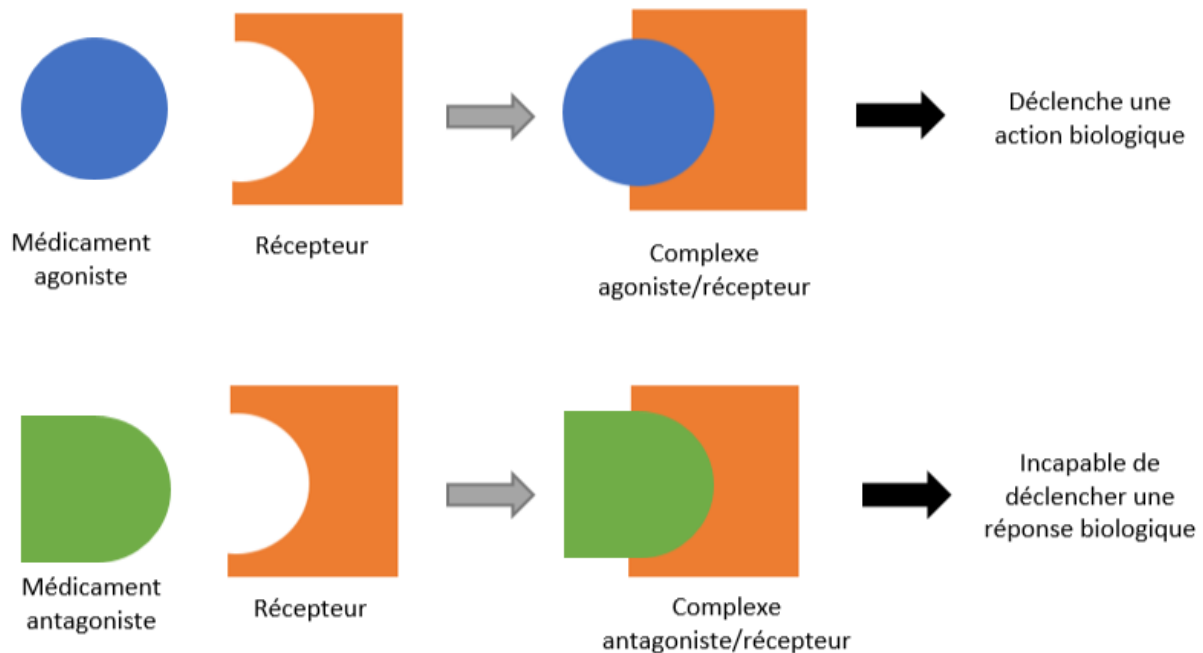 Médicament
agoniste
Récepteur
Complexe
agoniste/récepteur
Déclenche une
action biologique
Médicament
antagoniste
Récepteur
Complexe
antagoniste/récepteur
Incapable de
déclencher une
réponse biologique